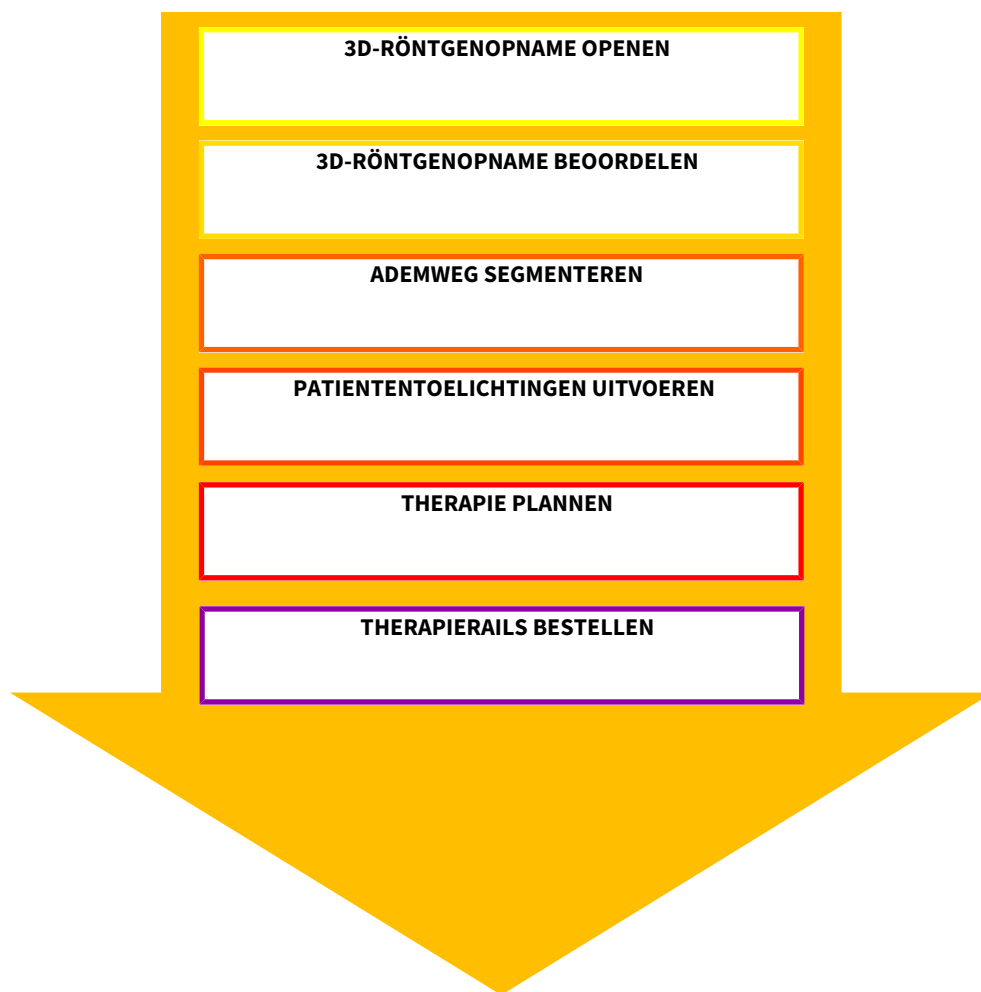 3D-RÖNTGENOPNAME OPENEN
3D-RÖNTGENOPNAME BEOORDELEN
ADEMWEG SEGMENTEREN
PATIENTENTOELICHTINGEN UITVOEREN
THERAPIE PLANNEN
THERAPIERAILS BESTELLEN